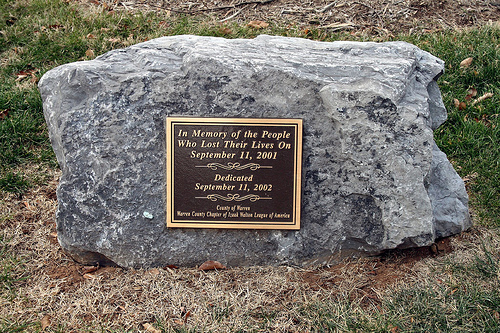 In Memory of the People
Who Lost Their Lives On
September 11, 2001
Dedicated
September 11, 2002
County of Warren
Warren County Chapter of Izaak Walton League of America